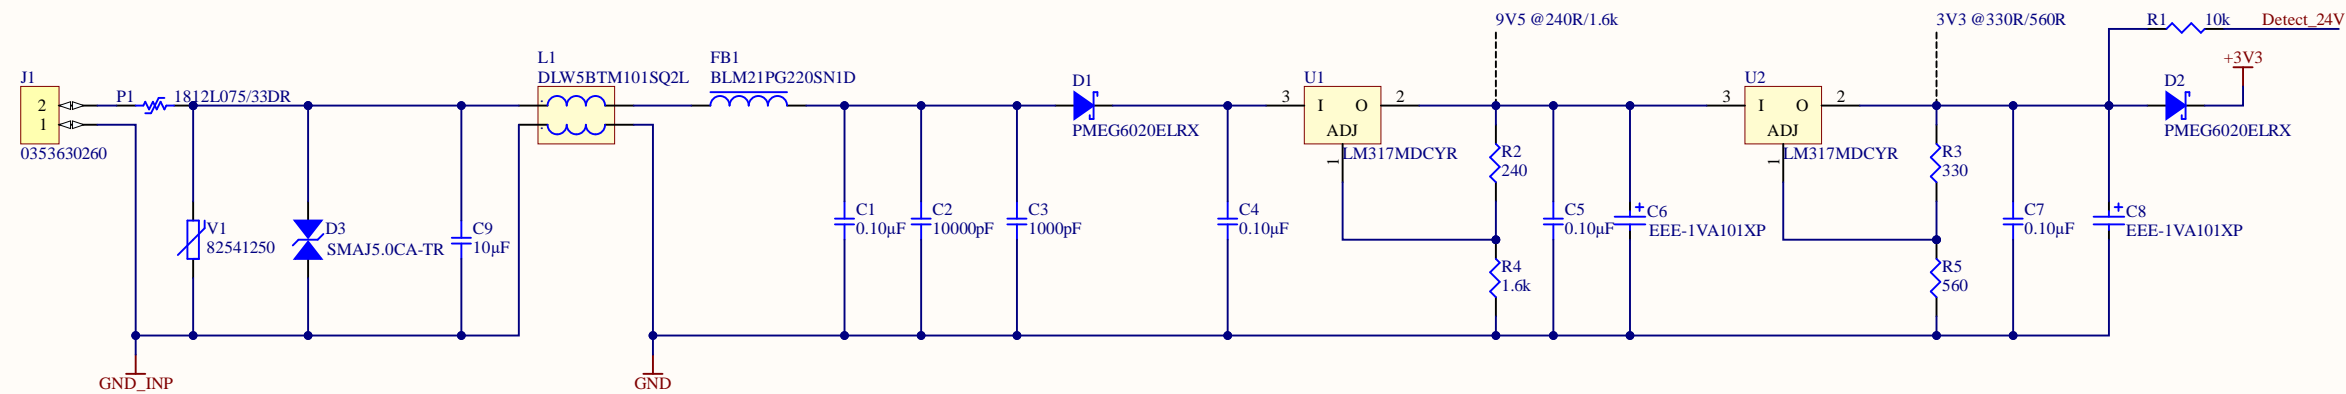 J1
2
1
0353630260
P1
1812L075/33DR
V1
82541250
D3
SMAJ5.0CA-TR
C9
10µF
GND_INP
L1
DLW5BTM101SQ2L
GND
FB1
BLM21PG220SN1D
C1
0.10µF
C2
10000pF
C3
1000pF
D1
PMEG6020ELRX
C4
0.10µF
U1
3
I
O
2
ADJ
1
LM317MDCYR
9V5 @240R/1.6k
R2
240
R4
1.6k
C5
0.10µF
+
C6
EEE-1VA101XP
U2
3
I
O
2
ADJ
1
LM317MDCYR
3V3 @330R/560R
R3
330
R5
560
C7
0.10µF
+
C8
EEE-1VA101XP
R1
10k
Detect_24V
+3V3
D2
PMEG6020ELRX